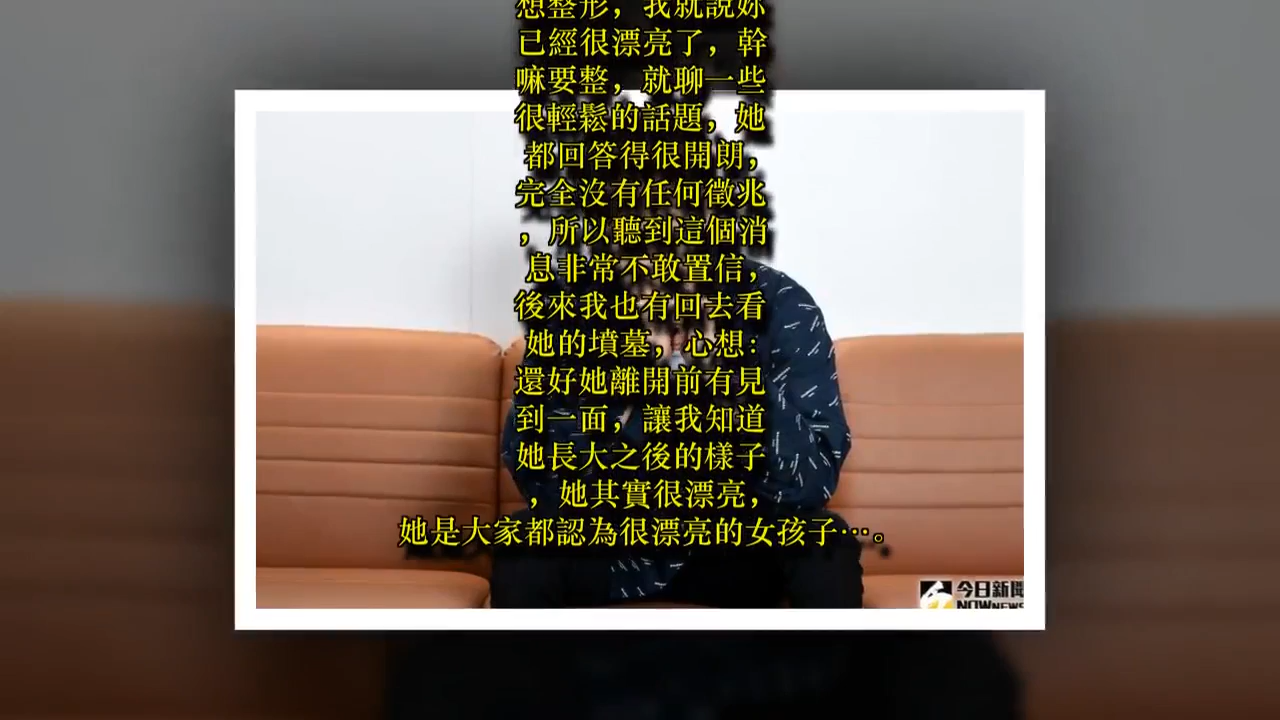 想整形，我就說妳
已經很漂亮了，幹
嘛要整，就聊一些
很輕鬆的話題，她
都回答得很開朗，
完全沒有任何徵兆
，所以聽到這個消
息非常不敢置信，
後來我也有回去看
她的墳墓，心想：
還好她離開前有見
到一面，讓我知道
她長大之後的樣子
，她其實很漂亮，
她是大家都認為很漂亮的女孩子…。
今日新聞
NOWNEWS